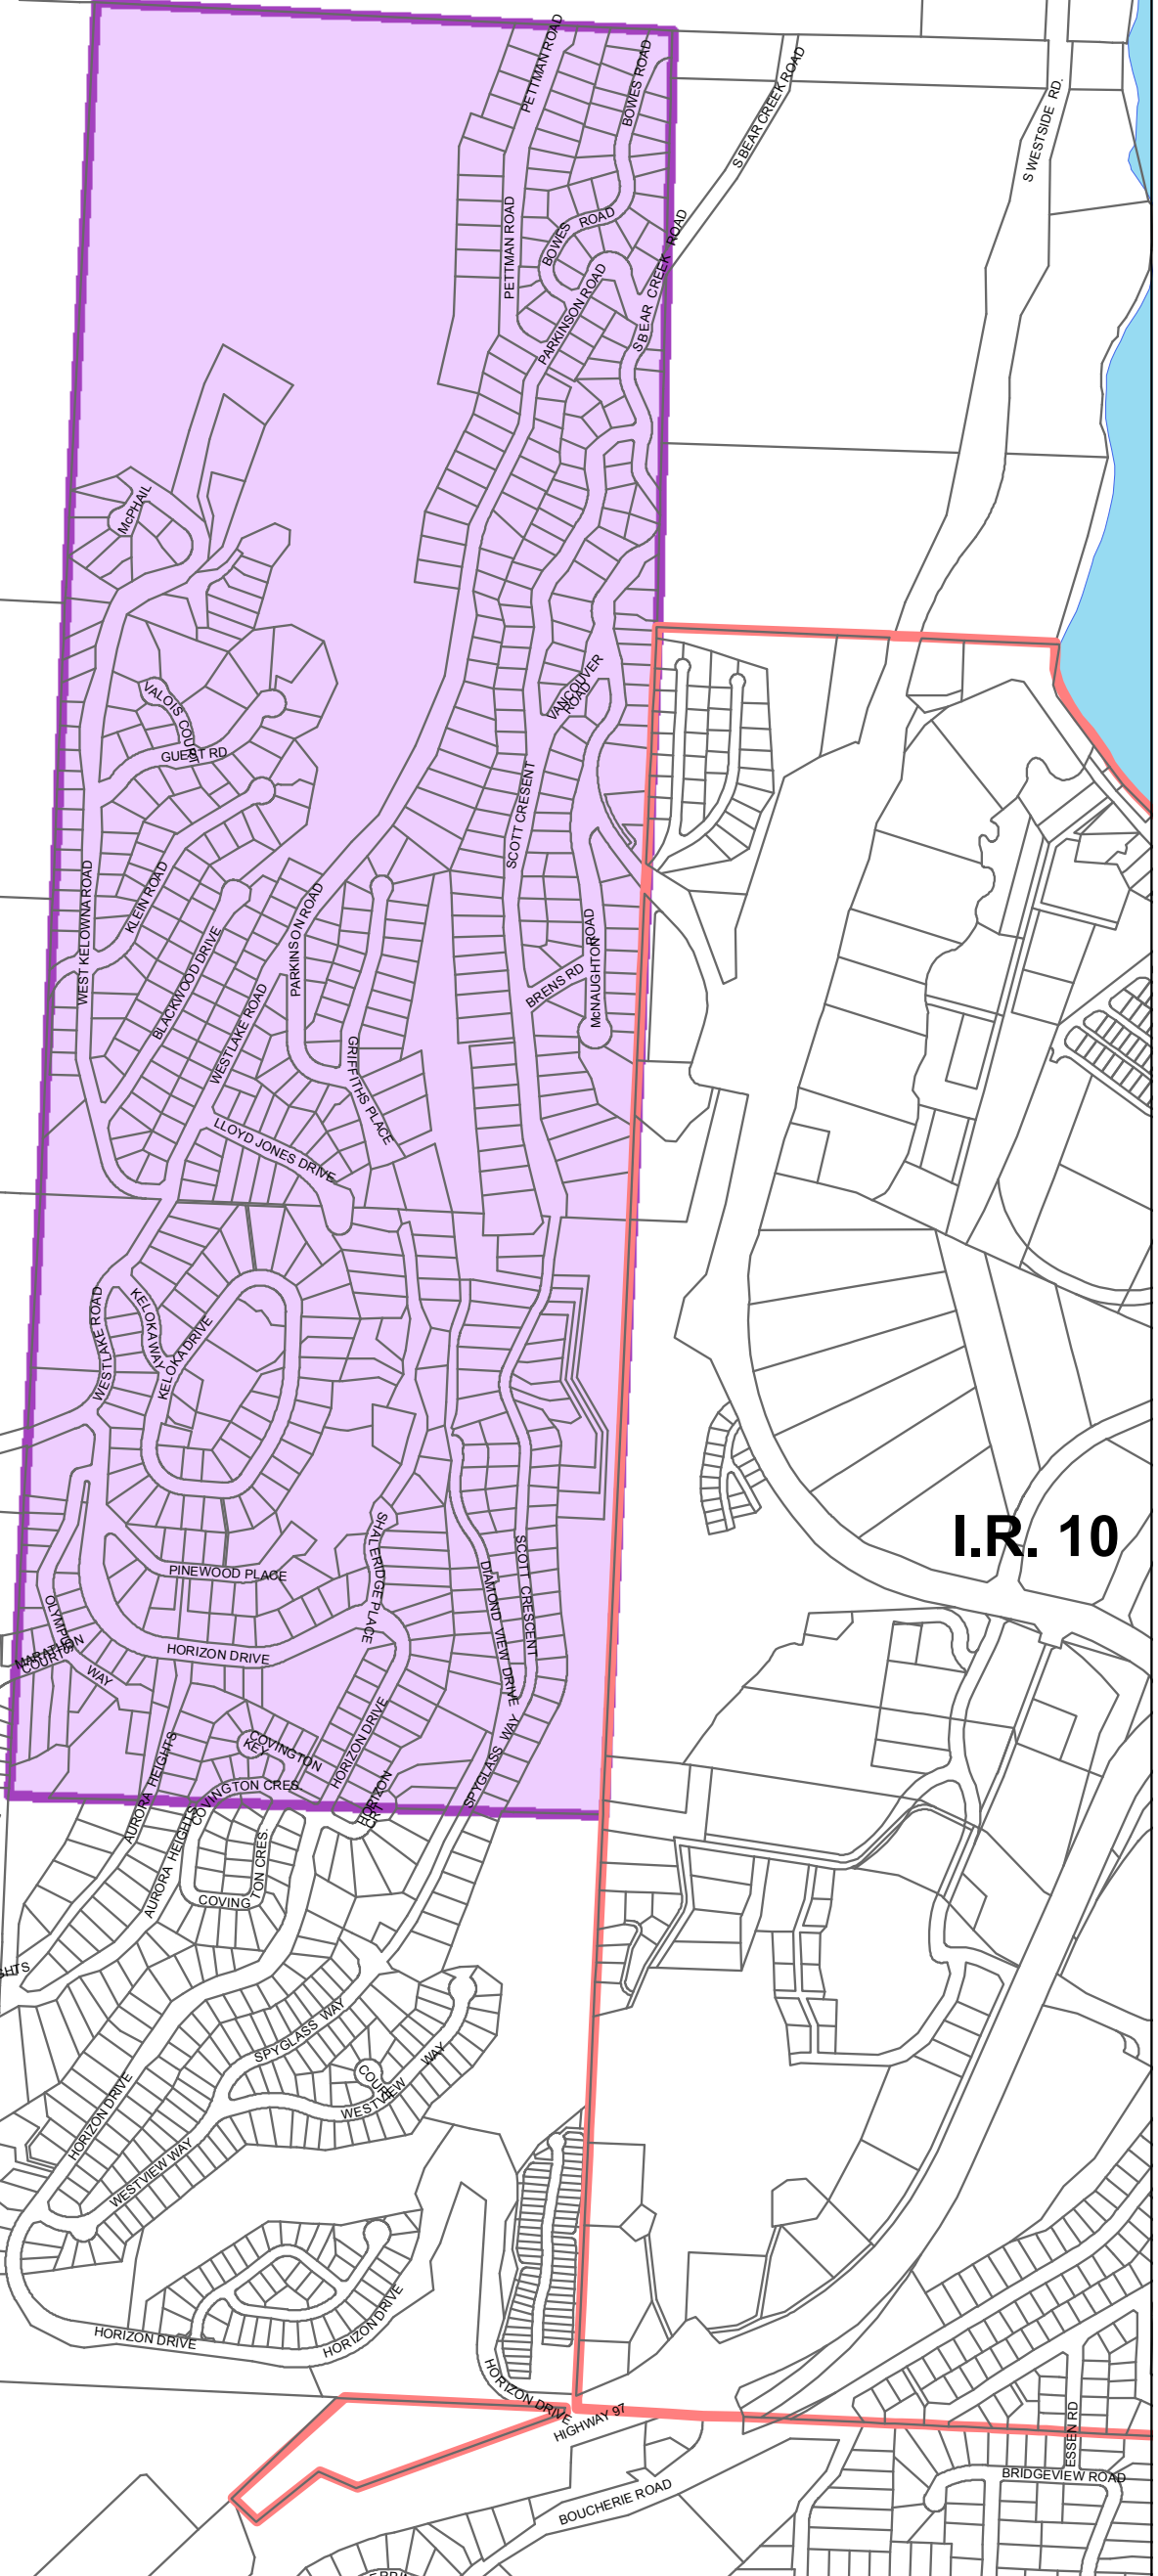 PETTMAN ROAD
BOWES ROAD
S BEAR CREEK ROAD
S WESTSIDE RD.
PETTMAN ROAD
BOWES ROAD
S BEAR CREEK ROAD
PARKINSON ROAD
McPHAIL
VALOIS COURT
GUEST RD
VANCOUVER
ROAD
SCOTT CRESENT
WEST KELOWNA ROAD
KLEIN ROAD
BLACKWOOD DRIVE
PARKINSON ROAD
WESTLAKE ROAD
McNAUGHTON ROAD
BRENS RD
GRIFFITHS PLACE
LLOYD JONES DRIVE
WESTLAKE ROAD
KELOKA WAY
KELOKA DRIVE
I.R. 10
SHALERIDGE PLACE
SCOTT CRESCENT
DIAMOND VIEW DRIVE
PINEWOOD PLACE
OLYMPIC WAY
MARATHON
COURT
HORIZON DRIVE
COVINGTON
KEY
HORIZON DRIVE
SPYGLASS WAY
AURORA HEIGHTS
COVINGTON CRES.
HORIZON
CRT
AURORA HEIGHTS
COVINGTON CRES.
GHTS
SPYGLASS WAY
COURT
WESTVIEW WAY
HORIZON DRIVE
WESTVIEW WAY
HORIZON DRIVE
HORIZON DRIVE
HORIZON DRIVE
HIGHWAY 97
ESSEN RD
BRIDGEVIEW ROAD
BOUCHERIE ROAD